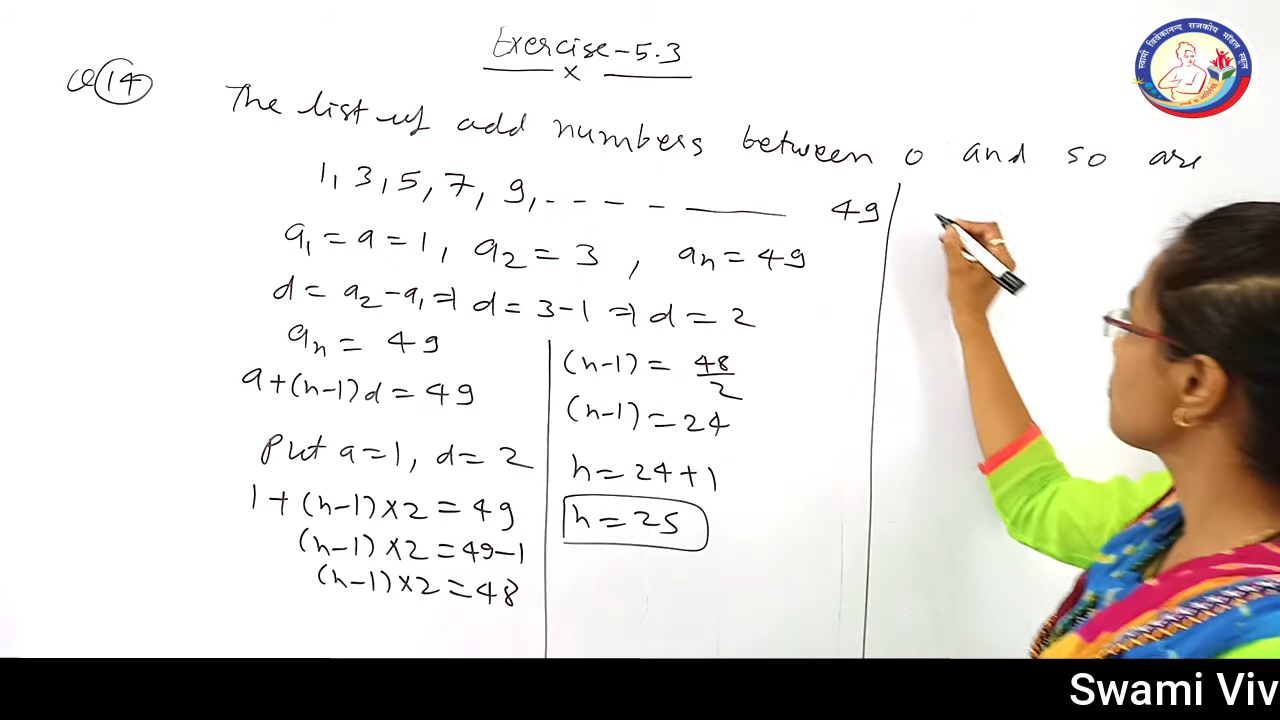 Exercise-5.3
x
Q 14
The list of add numbers between 0 and 50 are
1, 3, 5, 7, 9, - - - - —— 49
a₁ = a = 1, a₂ = 3, aₙ = 49
d = a₂ - a₁ ⇒ d = 3 - 1 ⇒ d = 2
aₙ = 49
a + (n-1)d = 49
Put a = 1, d = 2
1 + (n-1) × 2 = 49
(n-1) × 2 = 49-1
(n-1) × 2 = 48
(n-1) = 48/2
(n-1) = 24
n = 24 + 1
n = 25
स्वामी विवेकानन्द राजकीय मॉडल स्कूल
Swami Viv